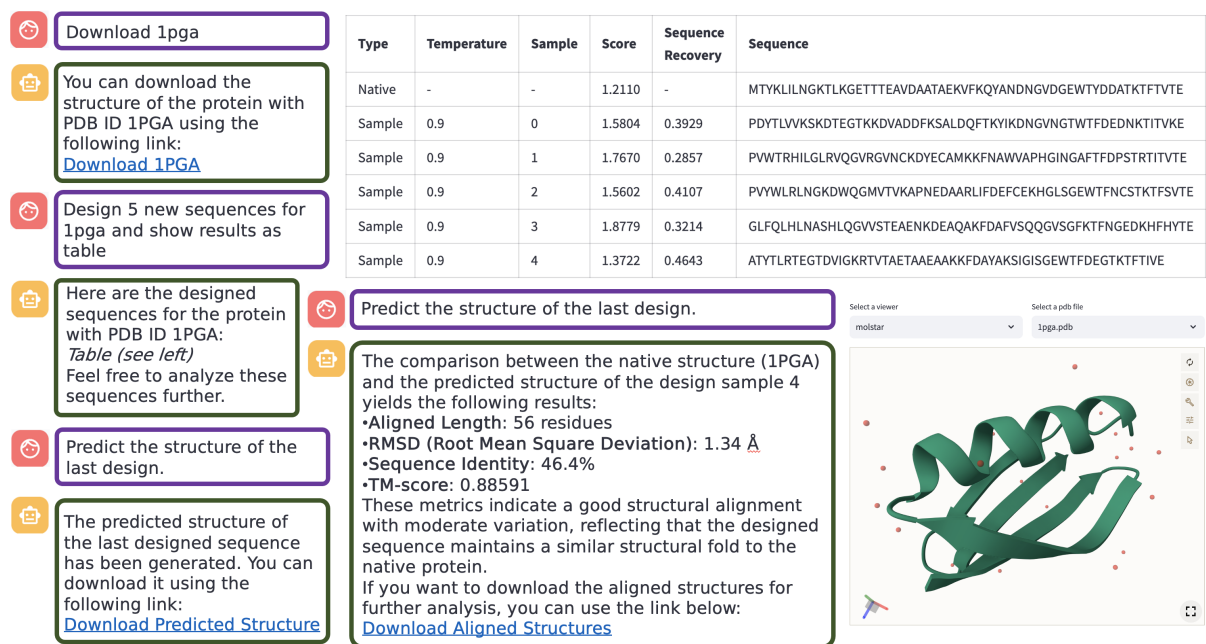 Download 1pga
You can download the
structure of the protein with
PDB ID 1PGA using the
following link:
Download 1PGA
Design 5 new sequences for
1pga and show results as
table
Here are the designed
sequences for the protein
with PDB ID 1PGA:
Table (see left)
Feel free to analyze these
sequences further.
Predict the structure of the
last design.
The predicted structure of
the last designed sequence
has been generated. You can
download it using the
following link:
Download Predicted Structure
Type Temperature Sample Score Sequence Recovery Sequence
Native - - 1.2110 - MTYKLILNGKTLKGETTTEAVDAATAEKVFKQYANDNGVDGEWTYDDATKTFTVTE
Sample 0.9 0 1.5804 0.3929 PDYTLVVKSKDTEGTKKDVADDFKSALDQFTKYIKDNGVNGTWTFDEDNKTITVKE
Sample 0.9 1 1.7670 0.2857 PVWTRHILGLRVQGVRGVNCKDYECAMKKFNAWVAPHGINGAFTFDPSTRTITVTE
Sample 0.9 2 1.5602 0.4107 PVYWLRLNGKDWQGMVTVKAPNEDAARLIFDEFCEKHGLSGEWTFNCSTKTFSVTE
Sample 0.9 3 1.8779 0.3214 GLFQLHLNASHLQGVVSTEAENKDEAQAKFDAFVSQQGVSGFKTFNGEDKHFHYTE
Sample 0.9 4 1.3722 0.4643 ATYTLRTEGTDVIGKRTVTAETAAEAAKKFDAYAKSIGISGEWTFDEGTKTFTIVE
Predict the structure of the last design.
The comparison between the native structure (1PGA)
and the predicted structure of the design sample 4
yields the following results:
•Aligned Length: 56 residues
•RMSD (Root Mean Square Deviation): 1.34 Å
•Sequence Identity: 46.4%
•TM-score: 0.88591
These metrics indicate a good structural alignment
with moderate variation, reflecting that the designed
sequence maintains a similar structural fold to the
native protein.
If you want to download the aligned structures for
further analysis, you can use the link below:
Download Aligned Structures
Select a viewer
molstar
Select a pdb file
1pga.pdb